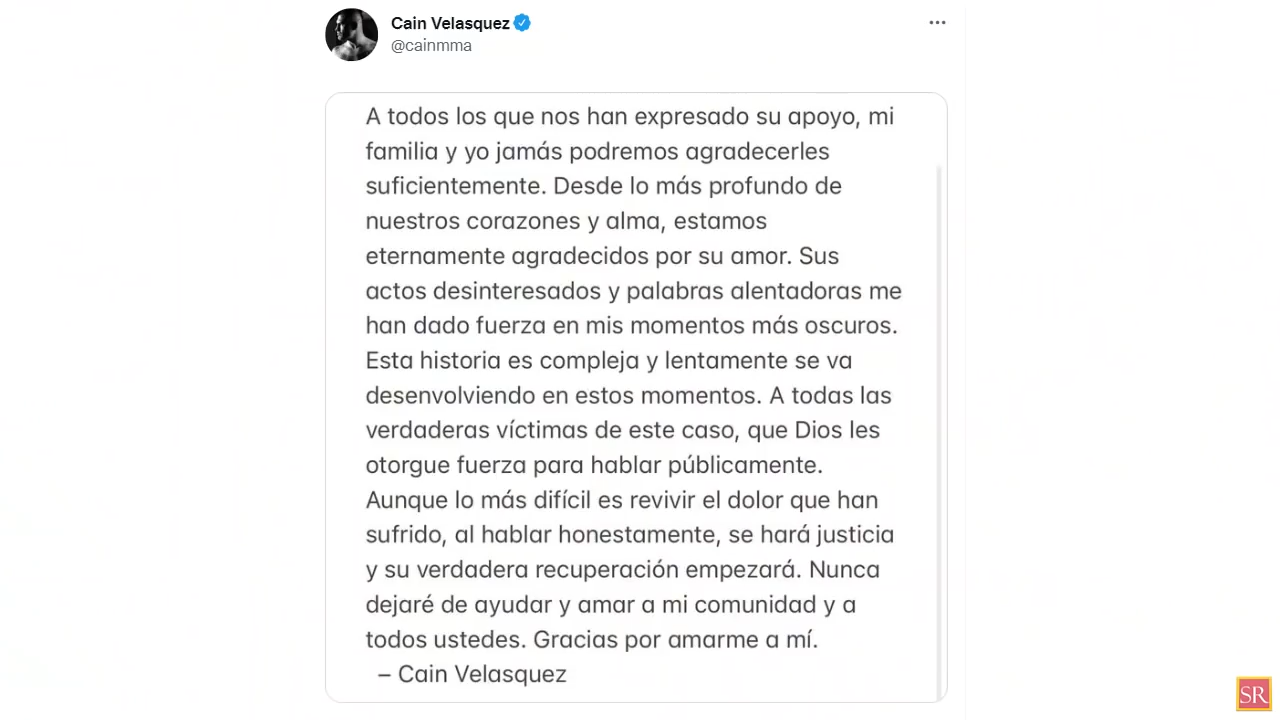 Cain Velasquez
@cainmma
A todos los que nos han expresado su apoyo, mi
familia y yo jamás podremos agradecerles
suficientemente. Desde lo más profundo de
nuestros corazones y alma, estamos
eternamente agradecidos por su amor. Sus
actos desinteresados y palabras alentadoras me
han dado fuerza en mis momentos más oscuros.
Esta historia es compleja y lentamente se va
desenvolviendo en estos momentos. A todas las
verdaderas víctimas de este caso, que Dios les
otorgue fuerza para hablar públicamente.
Aunque lo más difícil es revivir el dolor que han
sufrido, al hablar honestamente, se hará justicia
y su verdadera recuperación empezará. Nunca
dejaré de ayudar y amar a mi comunidad y a
todos ustedes. Gracias por amarme a mí.
– Cain Velasquez
SR